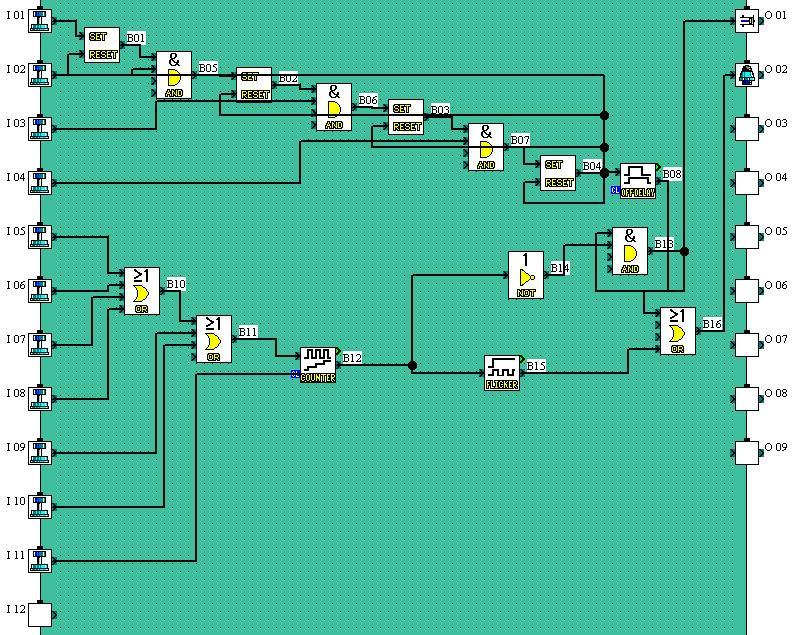 I 01
O 01
SET
B01
RESET
&
I 02
B05
SET
B02
O 02
AND
RESET
&
B06
SET
B03
I 03
AND
RESET
&
O 03
B07
AND
SET
B04
B08
I 04
RESET
CL
OFFDELAY
O 04
I 05
&
B13
O 05
AND
≥1
1
B14
I 06
B10
NOT
O 06
OR
≥1
B11
≥1
B16
I 07
OR
B12
OR
O 07
CL
COUNTER
B15
FLICKER
I 08
O 08
I 09
O 09
I 10
I 11
I 12